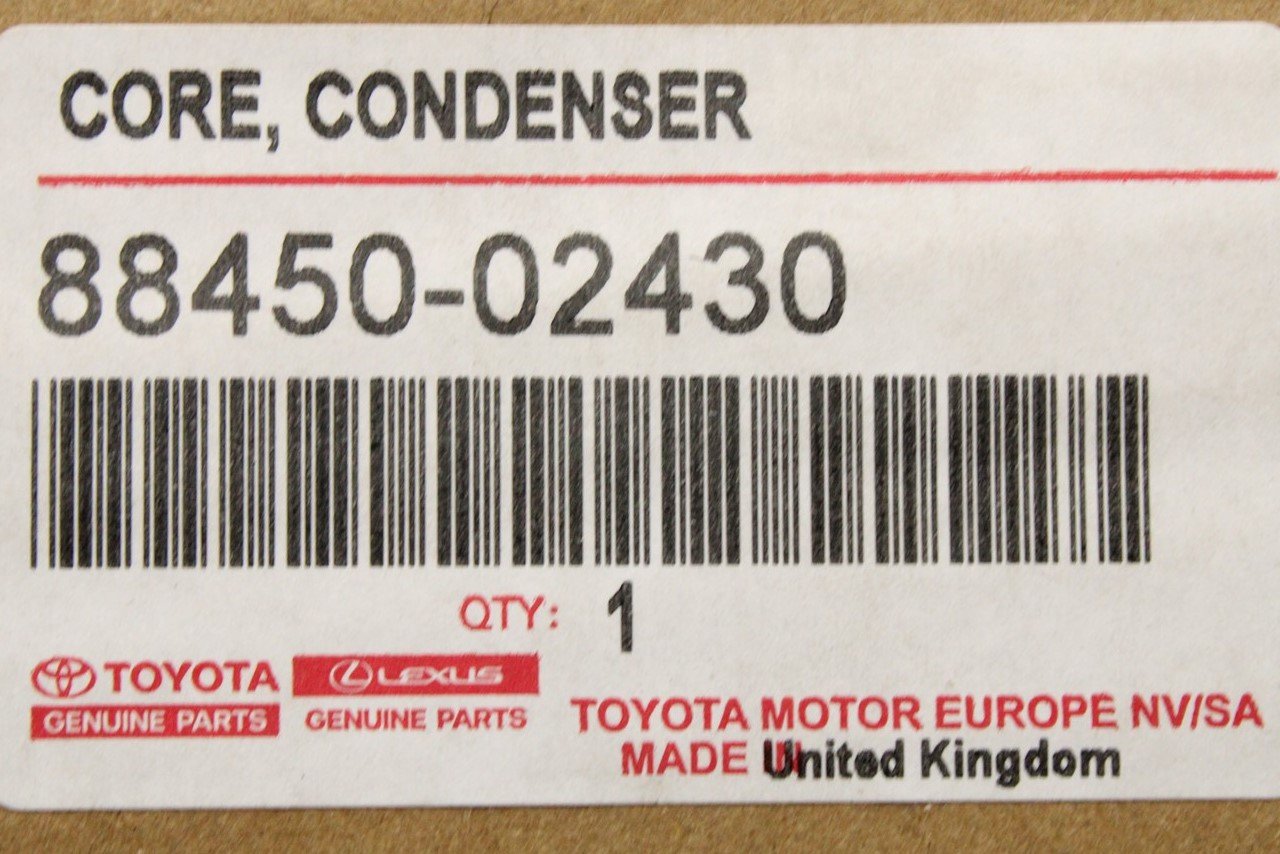 CORE, CONDENSER
88450-02430
QTY: 1
TOYOTA
GENUINE PARTS
LEXUS
GENUINE PARTS
TOYOTA MOTOR EUROPE NV/SA
MADE IN United Kingdom